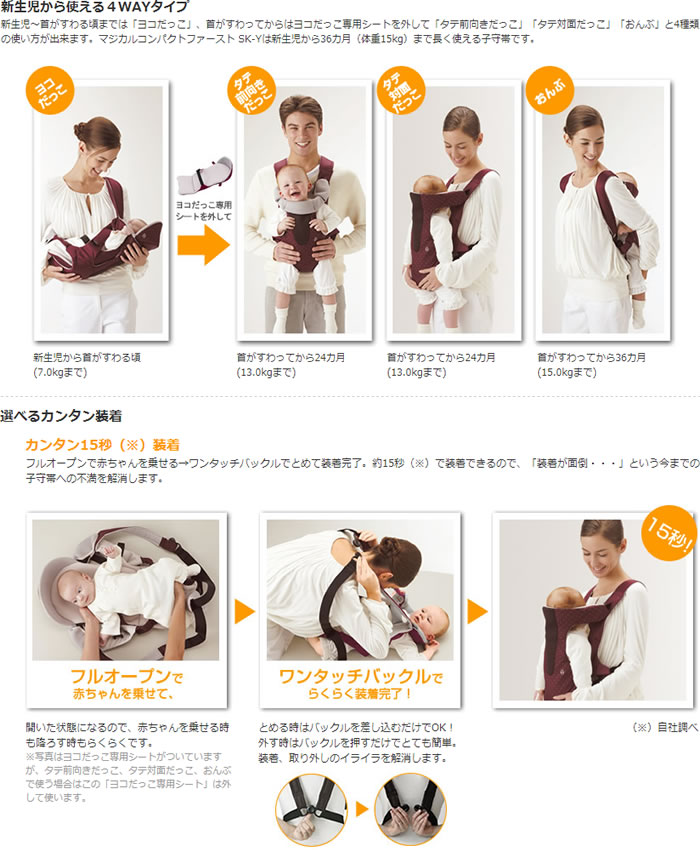 新生児から使える４WAYタイプ
新生児～首がすわる頃までは「ヨコだっこ」、首がすわってからはヨコだっこ専用シートを外して「タテ前向きだっこ」「タテ対面だっこ」「おんぶ」と4種類
の使い方が出来ます。マジカルコンパクトファースト SK-Yは新生児から36カ月（体重15kg）まで長く使える子守帯です。
ヨコ
だっこ
タテ
前向き
だっこ
タテ
対面
だっこ
おんぶ
ヨコだっこ専用
シートを外して
新生児から首がすわる頃
(7.0kgまで)
首がすわってから24カ月
(13.0kgまで)
首がすわってから24カ月
(13.0kgまで)
首がすわってから36カ月
(15.0kgまで)
選べるカンタン装着
カンタン15秒（※）装着
フルオープンで赤ちゃんを乗せる→ワンタッチバックルでとめて装着完了。約15秒（※）で装着できるので、「装着が面倒・・・」という今までの
子守帯への不満を解消します。
15秒!
フルオープンで
赤ちゃんを乗せて、
ワンタッチバックルで
らくらく装着完了！
開いた状態になるので、赤ちゃんを乗せる時
も降ろす時もらくらくです。
※写真はヨコだっこ専用シートがついています
が、タテ前向きだっこ、タテ対面だっこ、おんぶ
で使う場合はこの「ヨコだっこ専用シート」は外
して使います。
とめる時はバックルを差し込むだけでOK！
外す時はバックルを押すだけでとても簡単。
装着、取り外しのイライラを解消します。
（※）自社調べ